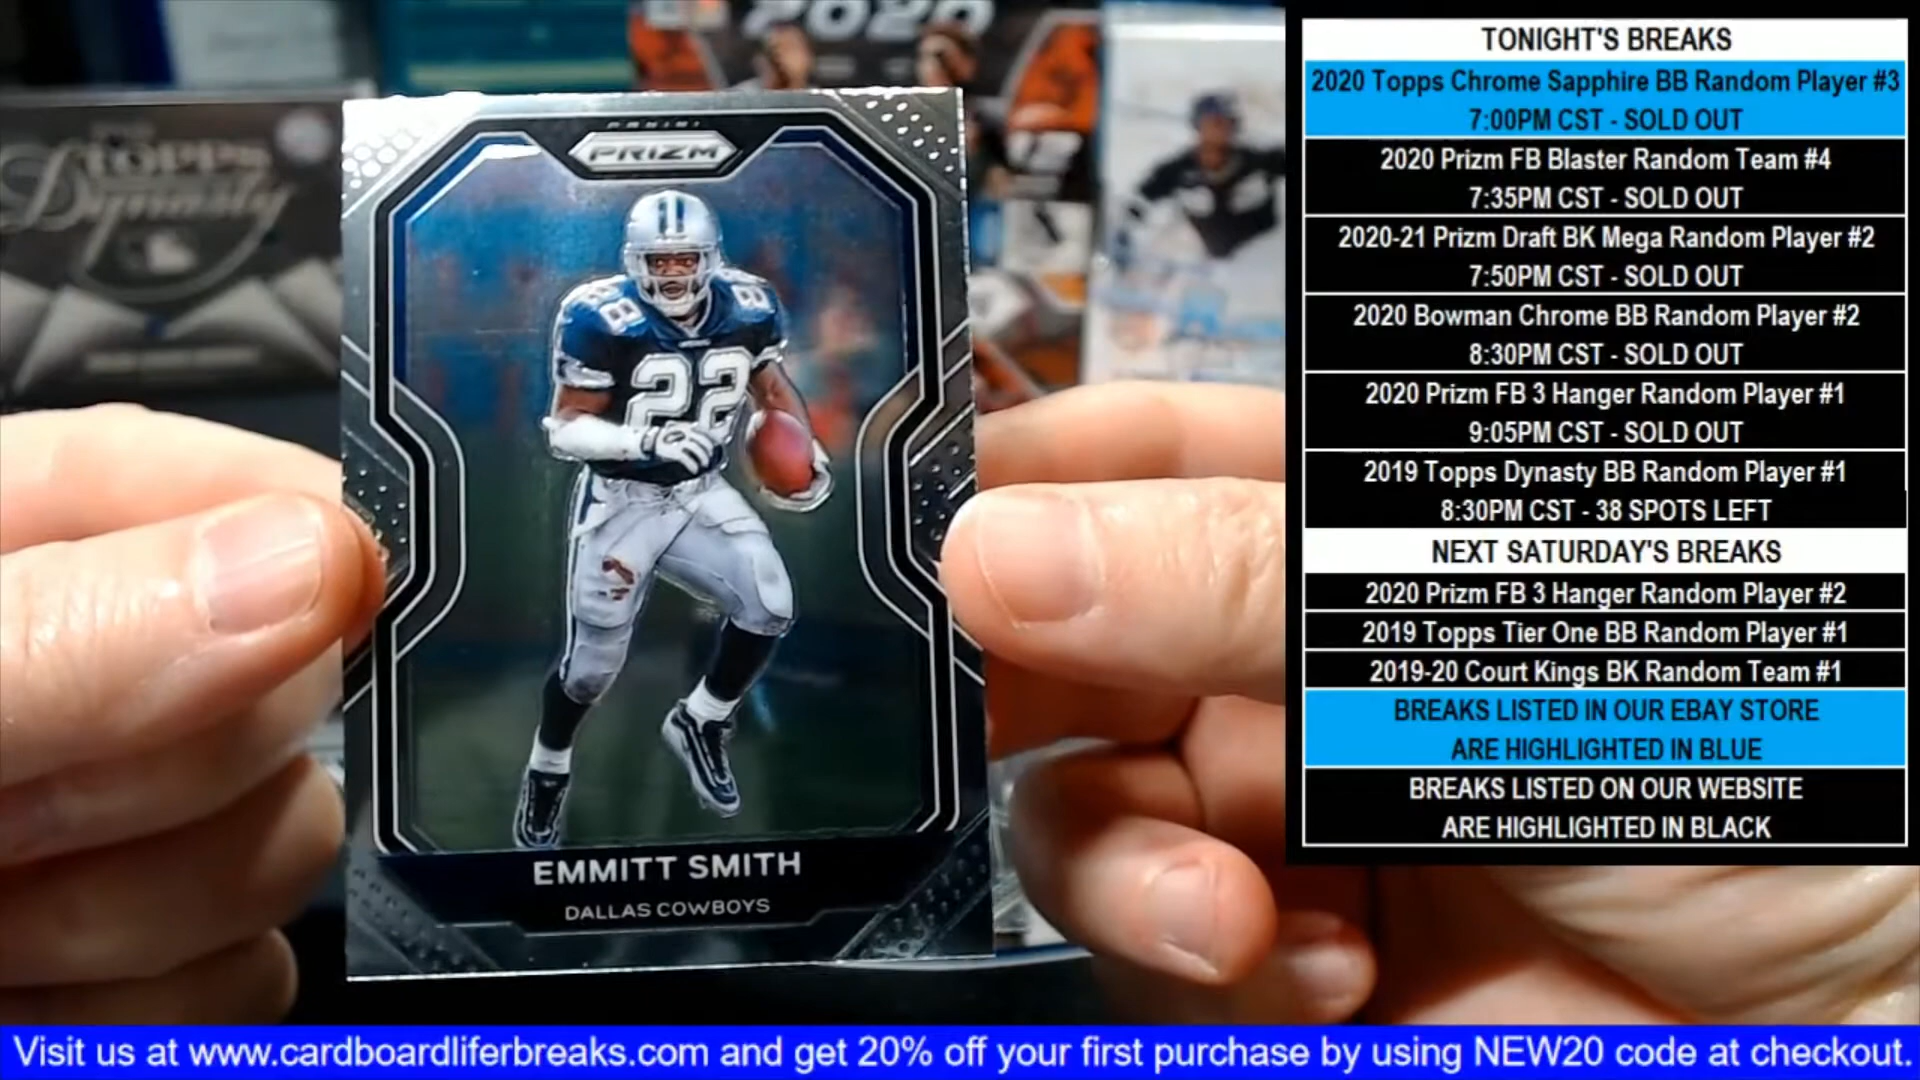 2020
TOPPS
Dynasty
PANINI
PRIZM
22
EMMITT SMITH
DALLAS COWBOYS
TONIGHT'S BREAKS
2020 Topps Chrome Sapphire BB Random Player #3
7:00PM CST - SOLD OUT
2020 Prizm FB Blaster Random Team #4
7:35PM CST - SOLD OUT
2020-21 Prizm Draft BK Mega Random Player #2
7:50PM CST - SOLD OUT
2020 Bowman Chrome BB Random Player #2
8:30PM CST - SOLD OUT
2020 Prizm FB 3 Hanger Random Player #1
9:05PM CST - SOLD OUT
2019 Topps Dynasty BB Random Player #1
8:30PM CST - 38 SPOTS LEFT
NEXT SATURDAY'S BREAKS
2020 Prizm FB 3 Hanger Random Player #2
2019 Topps Tier One BB Random Player #1
2019-20 Court Kings BK Random Team #1
BREAKS LISTED IN OUR EBAY STORE
ARE HIGHLIGHTED IN BLUE
BREAKS LISTED ON OUR WEBSITE
ARE HIGHLIGHTED IN BLACK
Visit us at www.cardboardliferbreaks.com and get 20% off your first purchase by using NEW20 code at checkout.